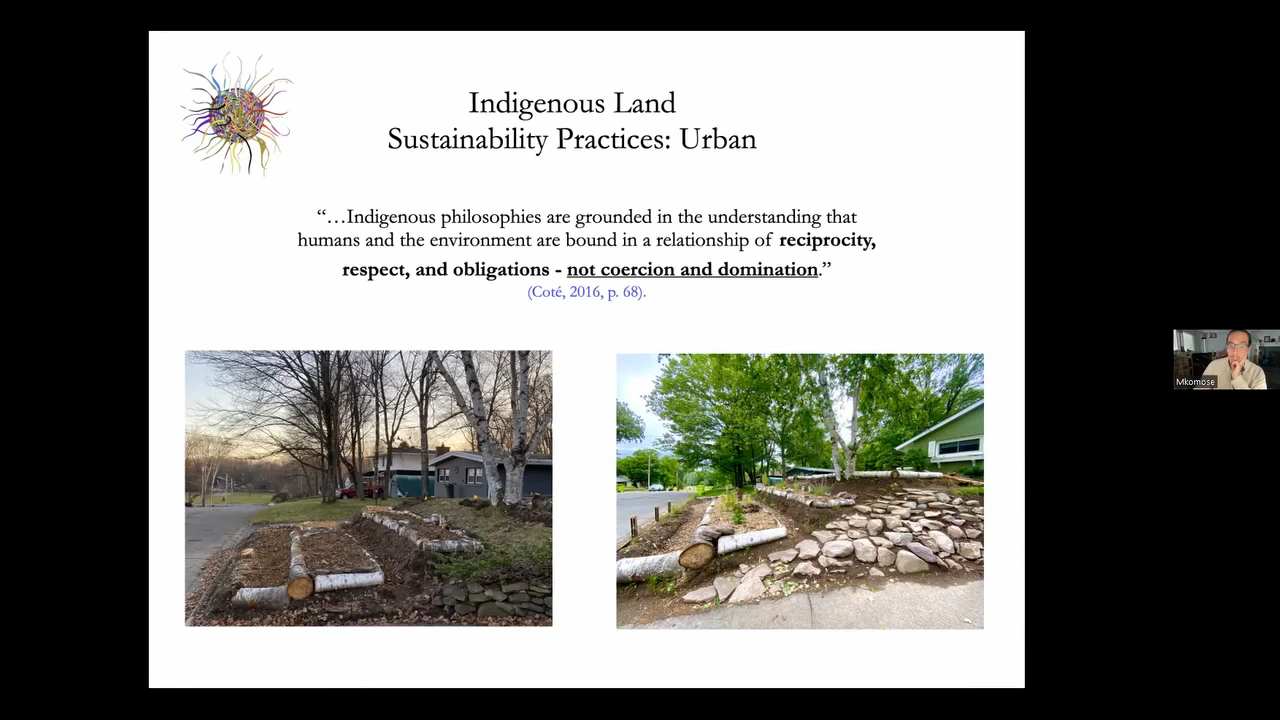 Indigenous Land
Sustainability Practices: Urban
“…Indigenous philosophies are grounded in the understanding that
humans and the environment are bound in a relationship of reciprocity,
respect, and obligations - not coercion and domination.”
(Coté, 2016, p. 68).
Mkomose